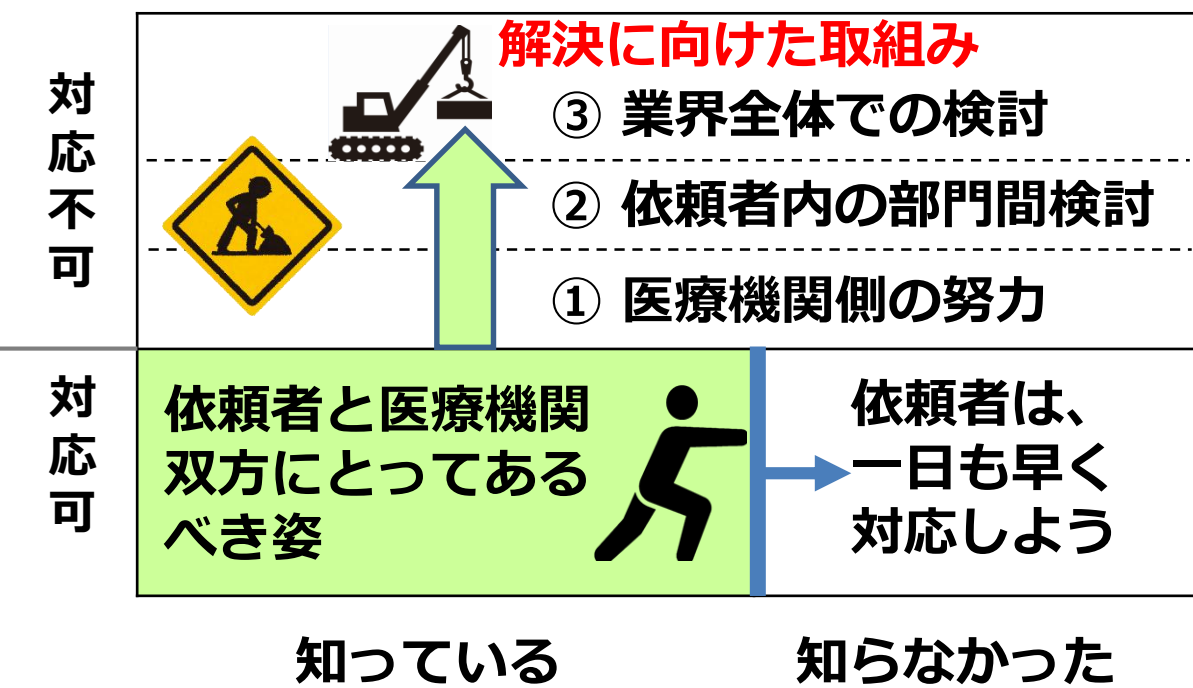 対応不可
解決に向けた取組み
③ 業界全体での検討
② 依頼者内の部門間検討
① 医療機関側の努力
対応可
依頼者と医療機関
双方にとってある
べき姿
依頼者は、
一日も早く
対応しよう
知っている
知らなかった